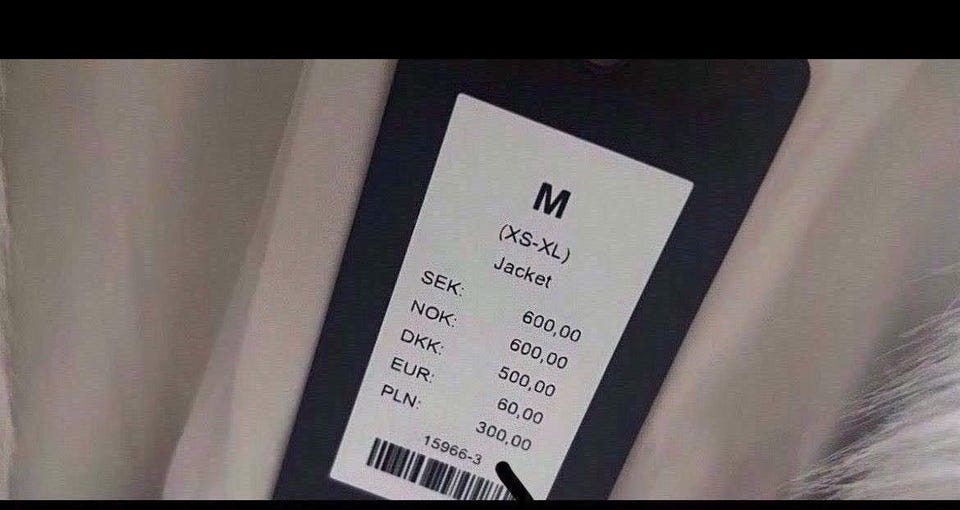 M
(XS-XL)
Jacket
SEK: 600,00
NOK: 600,00
DKK: 500,00
EUR: 60,00
PLN: 300,00
15966-3